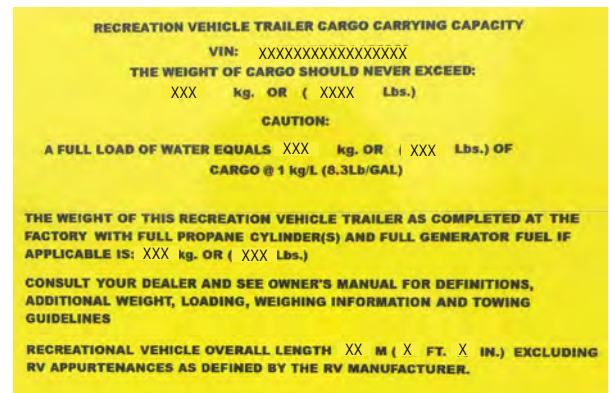 RECREATION VEHICLE TRAILER CARGO CARRYING CAPACITY
VIN: XXXXXXXXXXXXXXXXX
THE WEIGHT OF CARGO SHOULD NEVER EXCEED:
XXX kg. OR ( XXXX Lbs.)
CAUTION:
A FULL LOAD OF WATER EQUALS XXX kg. OR ( XXX Lbs.) OF
CARGO @ 1 kg/L (8.3Lb/GAL)
THE WEIGHT OF THIS RECREATION VEHICLE TRAILER AS COMPLETED AT THE
FACTORY WITH FULL PROPANE CYLINDER(S) AND FULL GENERATOR FUEL IF
APPLICABLE IS: XXX kg. OR ( XXX Lbs.)
CONSULT YOUR DEALER AND SEE OWNER'S MANUAL FOR DEFINITIONS,
ADDITIONAL WEIGHT, LOADING, WEIGHING INFORMATION AND TOWING
GUIDELINES
RECREATIONAL VEHICLE OVERALL LENGTH XX M ( X FT. X IN.) EXCLUDING
RV APPURTENANCES AS DEFINED BY THE RV MANUFACTURER.